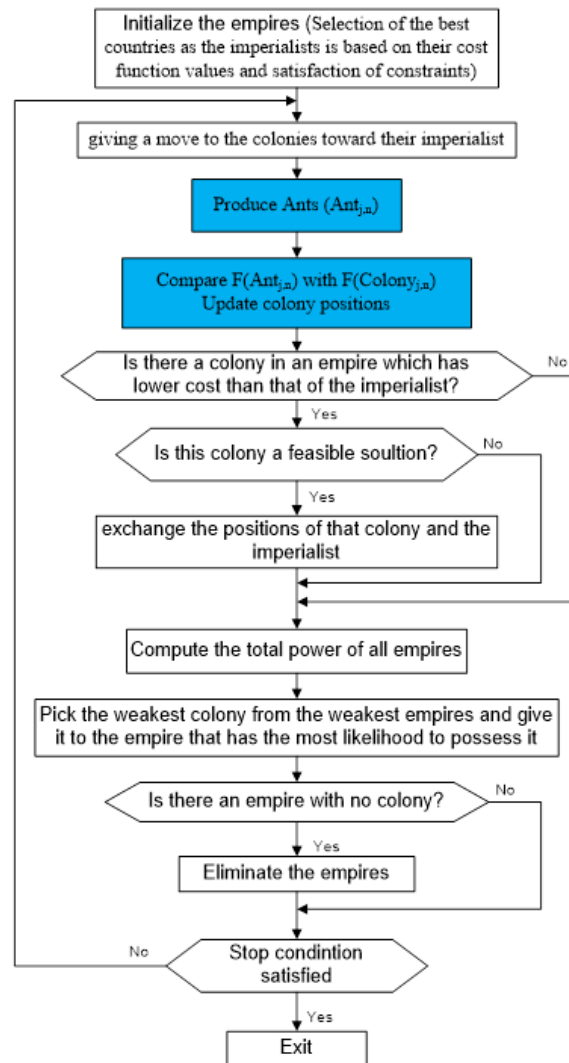 Initialize the empires (Selection of the best
countries as the imperialists is based on their cost
function values and satisfaction of constraints)
giving a move to the colonies toward their imperialist
Produce Ants (Antj,n)
Compare F(Antj,n) with F(Colonyj,n)
Update colony positions
Is there a colony in an empire which has
lower cost than that of the imperialist?
No
Yes
Is this colony a feasible soultion?
No
Yes
exchange the positions of that colony and the
imperialist
Compute the total power of all empires
Pick the weakest colony from the weakest empires and give
it to the empire that has the most likelihood to possess it
Is there an empire with no colony?
No
Yes
Eliminate the empires
No
Stop condintion
satisfied
Yes
Exit